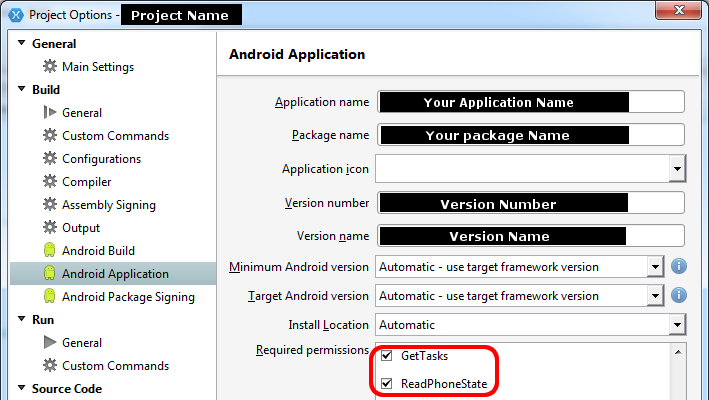 Project Options - Project Name
General
Main Settings
Build
General
Custom Commands
Configurations
Compiler
Assembly Signing
Output
Android Build
Android Application
Android Package Signing
Run
General
Custom Commands
Source Code
Android Application
Application name Your Application Name
Package name Your package Name
Application icon
Version number Version Number
Version name Version Name
Minimum Android version Automatic - use target framework version
Target Android version Automatic - use target framework version
Install Location Automatic
Required permissions GetTasks
ReadPhoneState